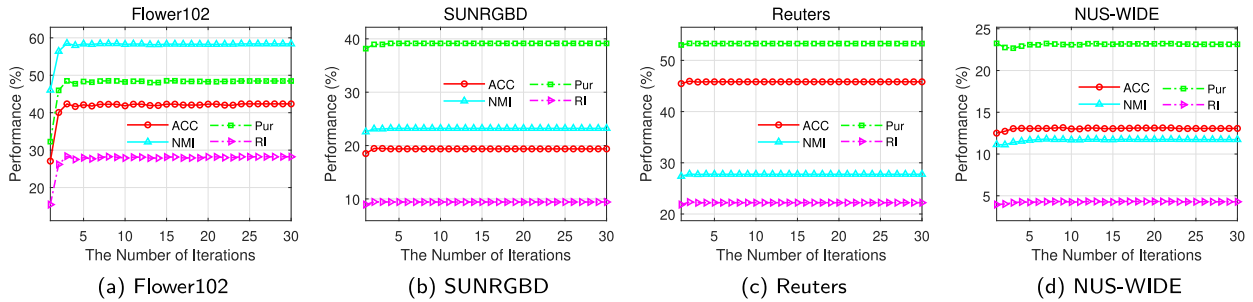 Flower102
Performance (%)
60
50
40
30
20
ACC
NMI
Pur
RI
5 10 15 20 25 30
The Number of Iterations
(a) Flower102
SUNRGBD
Performance (%)
40
30
20
10
ACC
NMI
Pur
RI
5 10 15 20 25 30
The Number of Iterations
(b) SUNRGBD
Reuters
Performance (%)
50
40
30
20
ACC
NMI
Pur
RI
5 10 15 20 25 30
The Number of Iterations
(c) Reuters
NUS-WIDE
Performance (%)
25
20
15
10
5
ACC
NMI
Pur
RI
5 10 15 20 25 30
The Number of Iterations
(d) NUS-WIDE